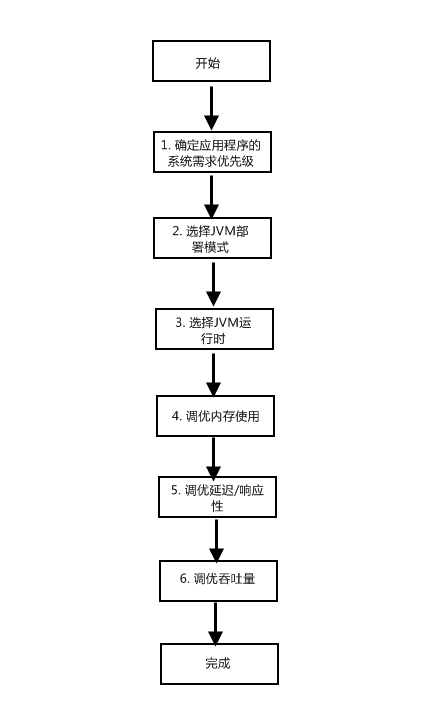 开始
1. 确定应用程序的
系统需求优先级
2. 选择JVM部
署模式
3. 选择JVM运
行时
4. 调优内存使用
5. 调优延迟/响应
性
6. 调优吞吐量
完成